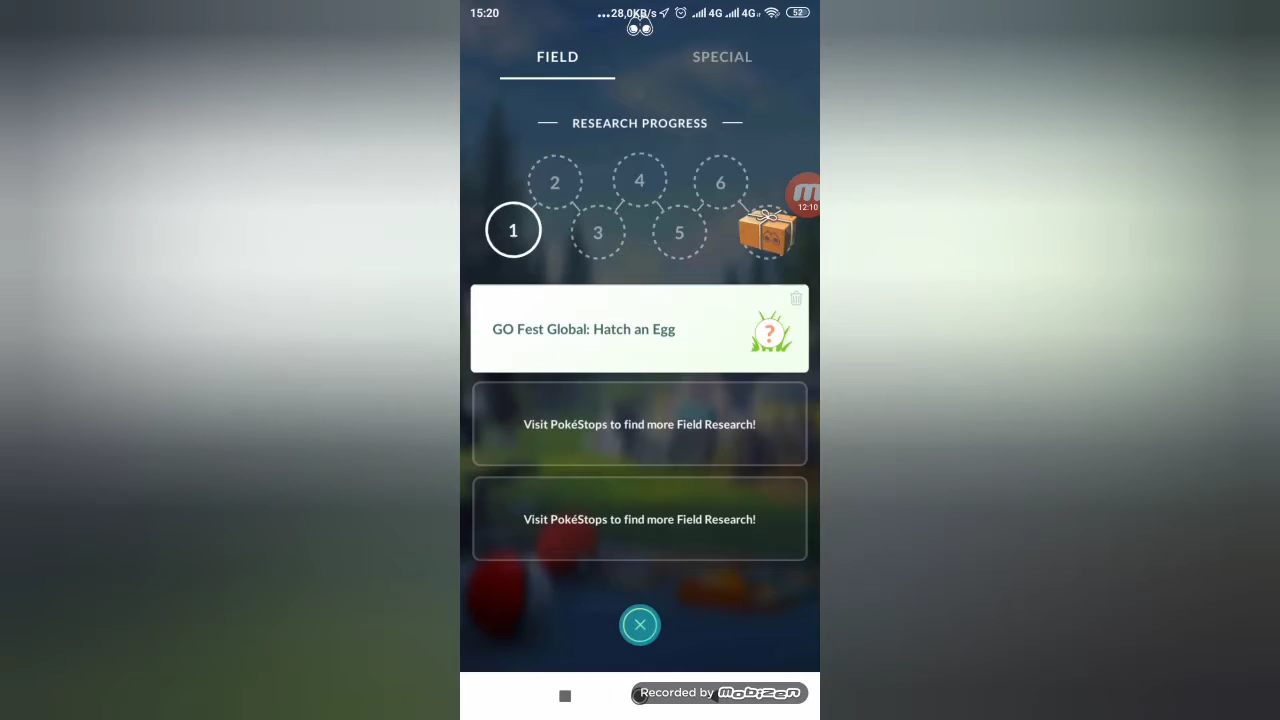 15:20
...28,0KB/s 4G 4G 52
FIELD
SPECIAL
RESEARCH PROGRESS
2 4 6
1 3 5
12:10
GO Fest Global: Hatch an Egg
?
Visit PokéStops to find more Field Research!
Visit PokéStops to find more Field Research!
Recorded by mobizen